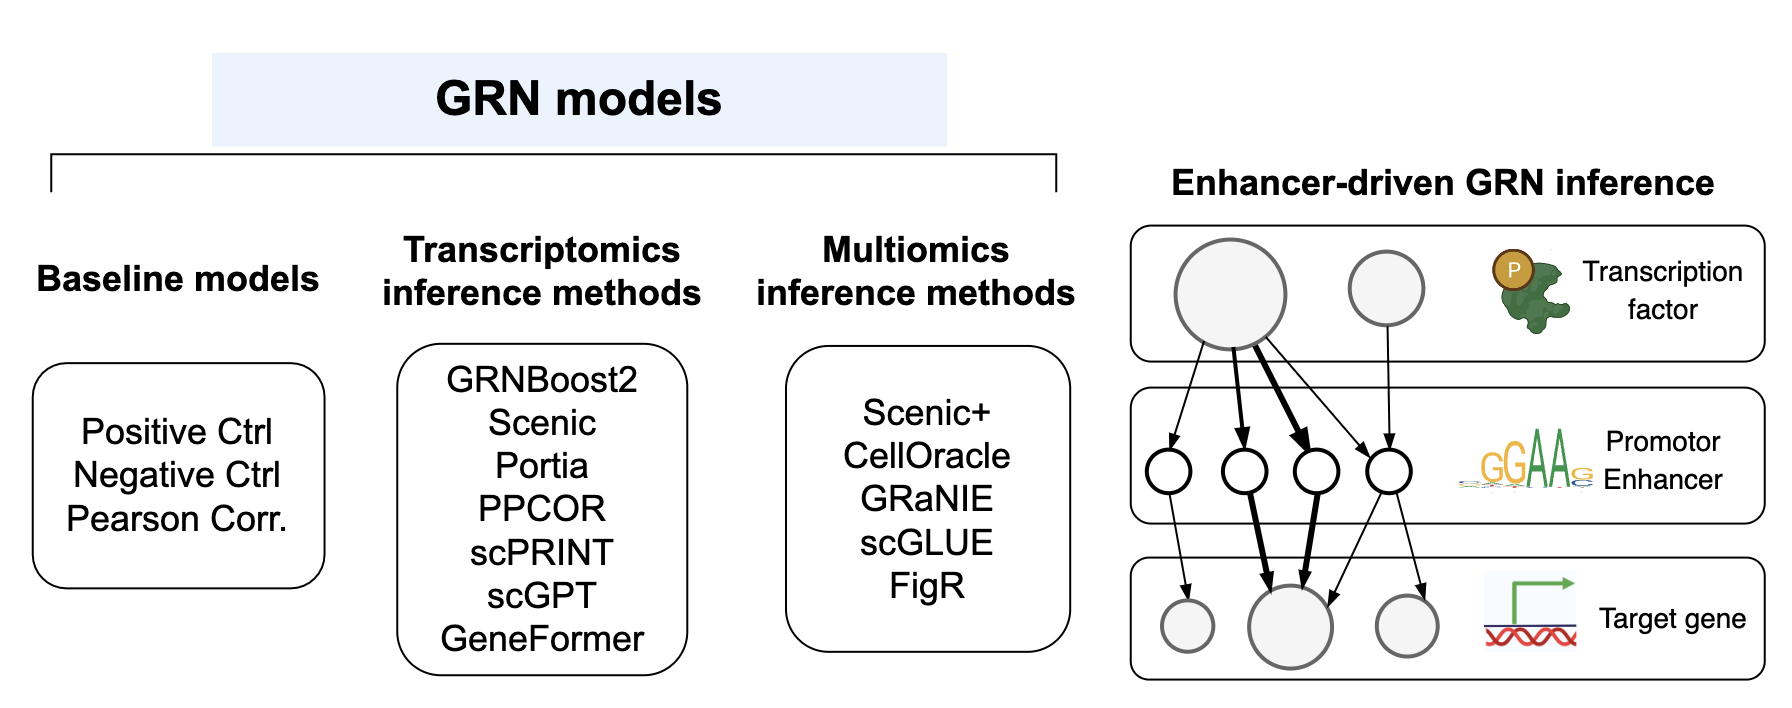 GRN models
Baseline models
Positive Ctrl
Negative Ctrl
Pearson Corr.
Transcriptomics
inference methods
GRNBoost2
Scenic
Portia
PPCOR
scPRINT
scGPT
GeneFormer
Multiomics
inference methods
Scenic+
CellOracle
GRaNIE
scGLUE
FigR
Enhancer-driven GRN inference
P
Transcription
factor
GGAAG
Promotor
Enhancer
Target gene